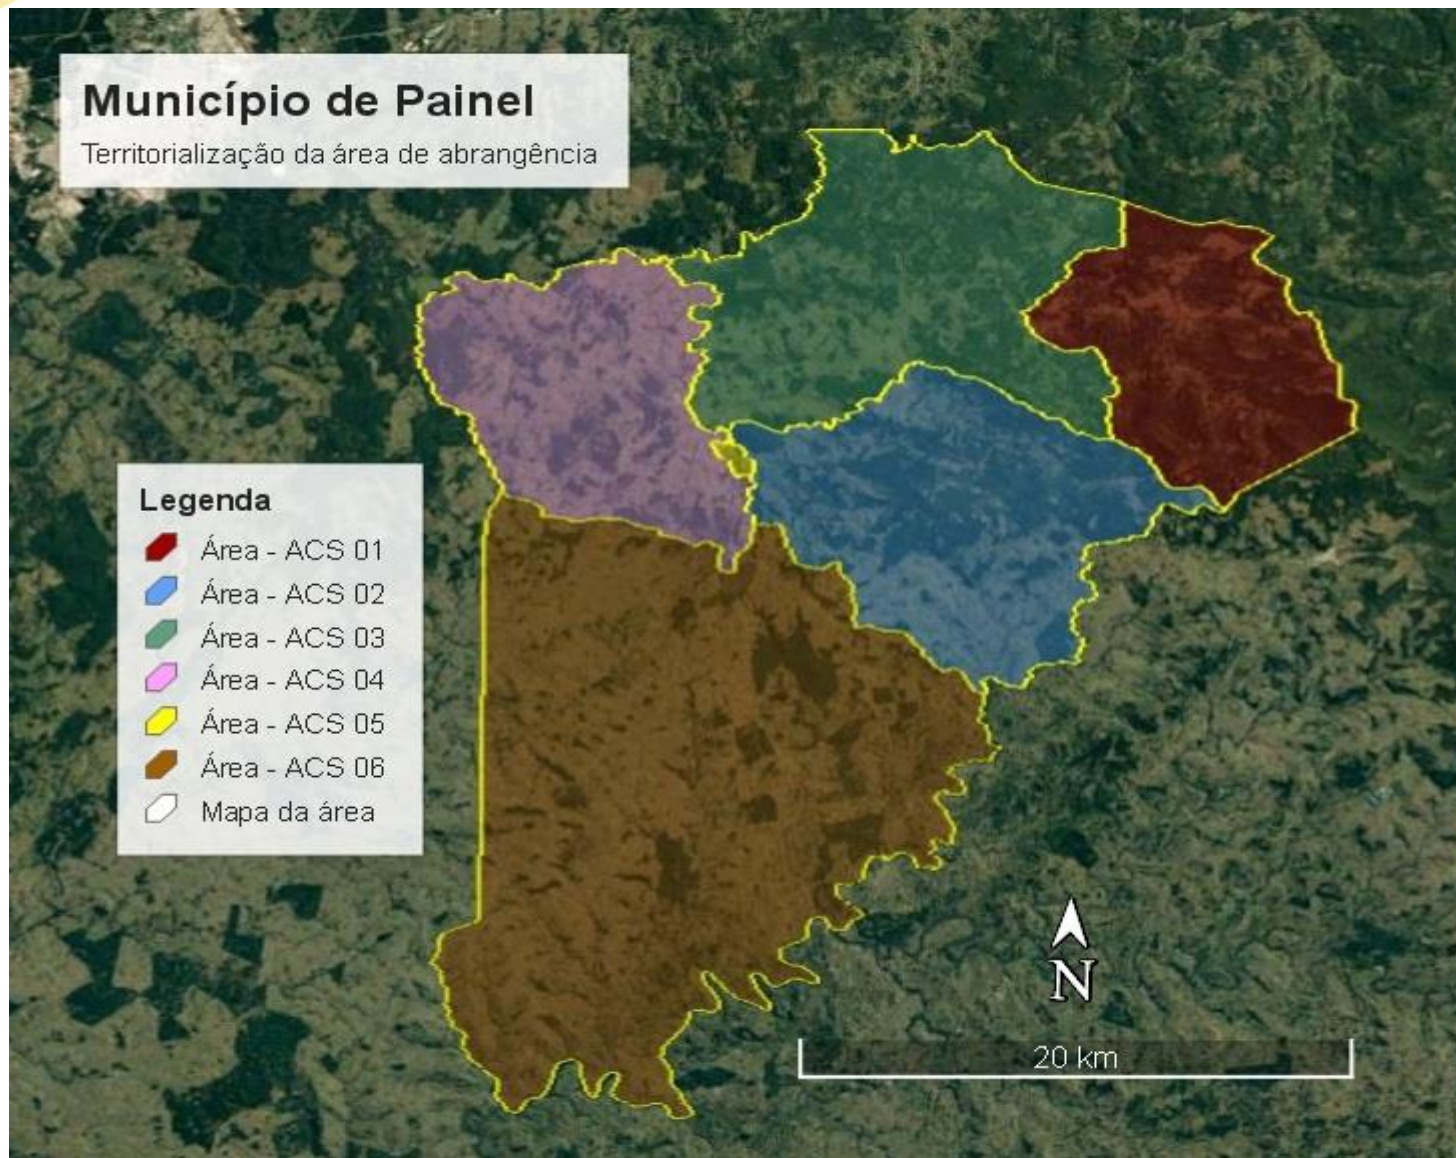 Município de Painel
Territorialização da área de abrangência
Legenda
Área - ACS 01
Área - ACS 02
Área - ACS 03
Área - ACS 04
Área - ACS 05
Área - ACS 06
Mapa da área
N
20 km